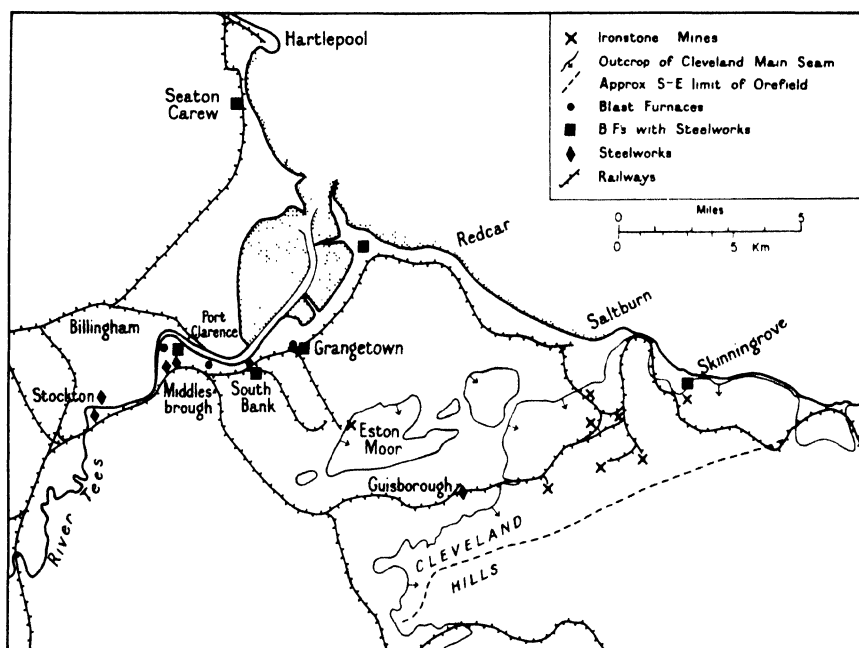 Hartlepool
Seaton
Carew
Ironstone Mines
Outcrop of Cleveland Main Seam
Approx S-E limit of Orefield
Blast Furnaces
B F's with Steelworks
Steelworks
Railways
Miles
0 5
0 5 Km
Redcar
Saltburn
Skinningrove
Billingham
Port
Clarence
Grangetown
Stockton
Middles-
brough
South
Bank
Eston
Moor
Guisborough
River Tees
CLEVELAND
HILLS